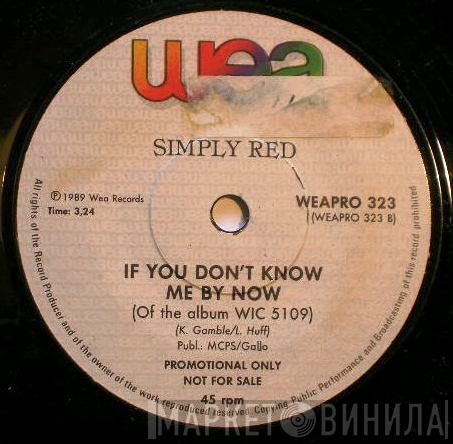 wea
SIMPLY RED
℗ 1989 Wea Records
Time: 3,24
WEAPRO 323
(WEAPRO 323 B)
IF YOU DON'T KNOW
ME BY NOW
(Of the album WIC 5109)
(K. Gamble/L. Huff)
Publ.: MCPS/Gallo
PROMOTIONAL ONLY
NOT FOR SALE
45 rpm
All rights of the Record Producer and of the owner of the work reproduced reserved. Copying Public Performance and Broadcasting of this record prohibited
МАРКЕТ ВИНИЛА